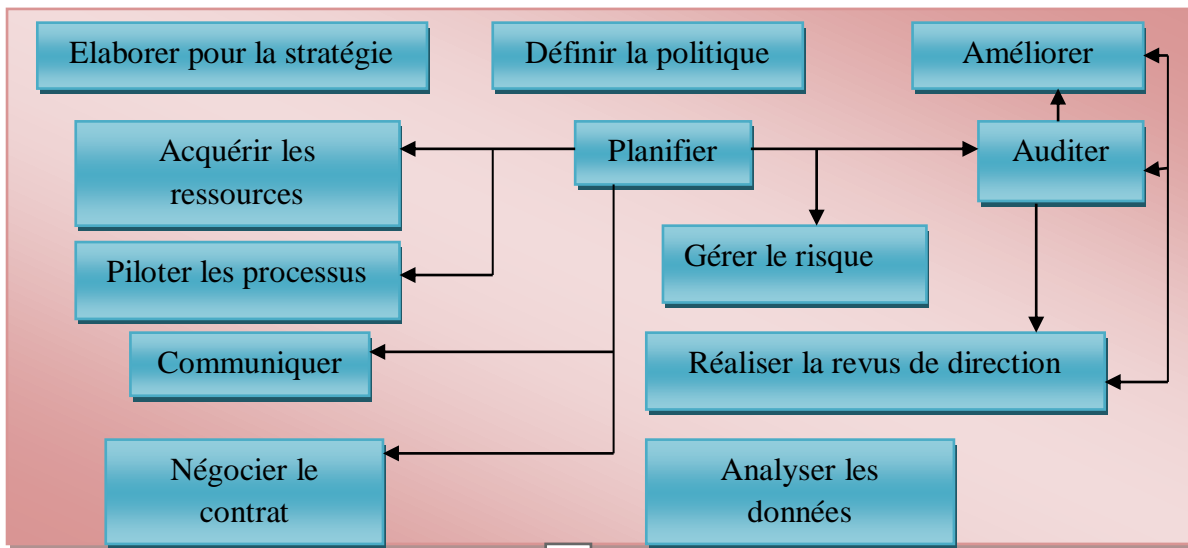 Elaborer pour la stratégie
Définir la politique
Améliorer
Acquérir les
ressources
Planifier
Auditer
Piloter les processus
Gérer le risque
Communiquer
Réaliser la revus de direction
Négocier le
contrat
Analyser les
données